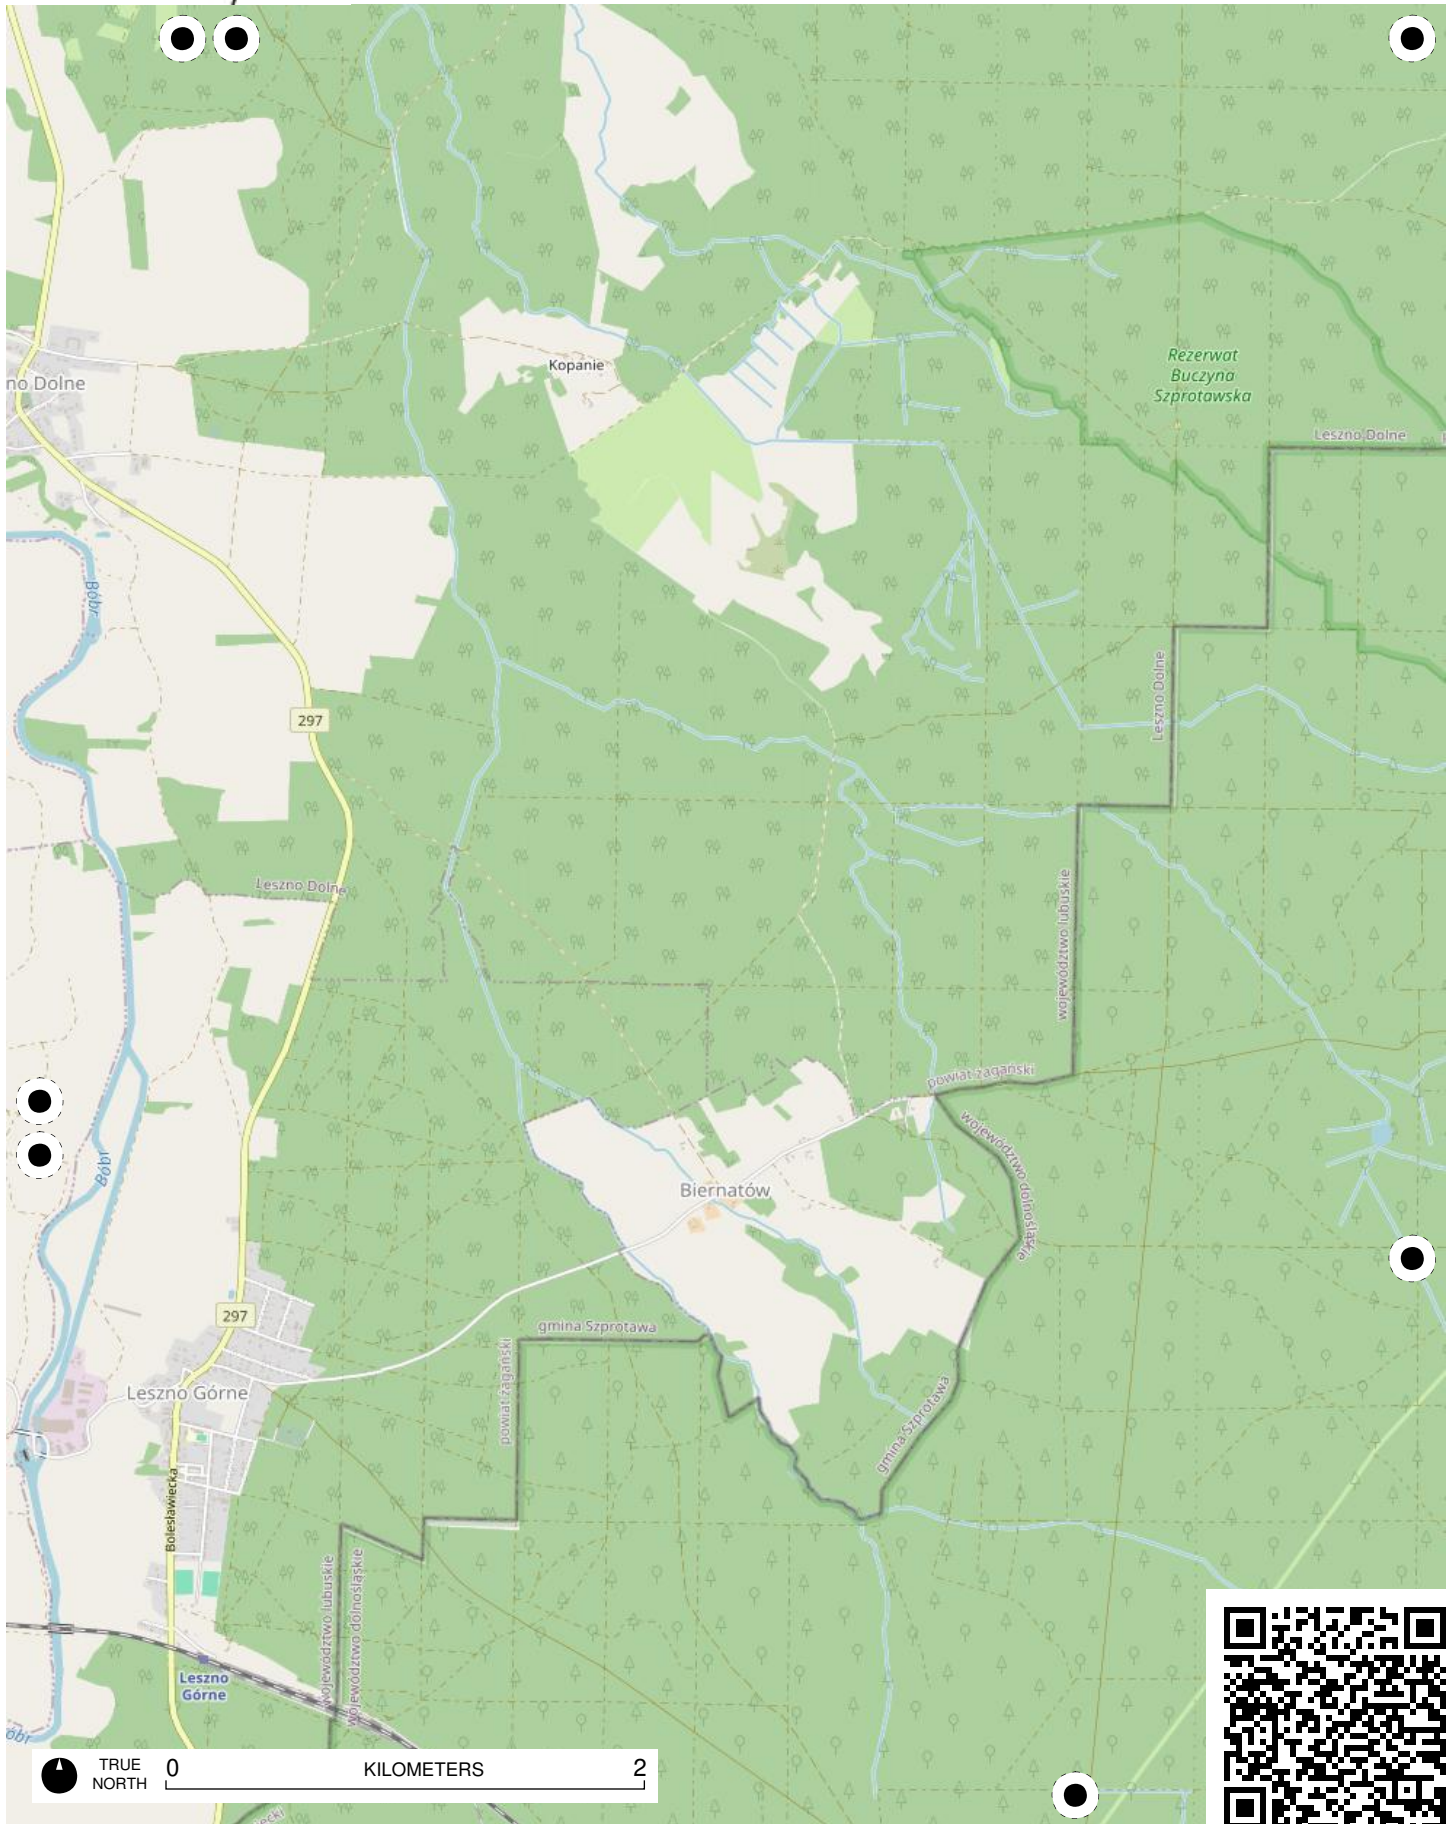 Kopanie
Rezerwat
Buczyna
Szprotawska
no Dolne
Leszno Dolne
Bóbr
Leszno Dolne
297
Leszno Dolne
województwo lubuskie
powiat żagański
województwo dolnośląskie
Bóbr
Biernatów
297
gmina Szprotawa
powiat żagański
Leszno Górne
gmina Szprotawa
Bolesławiecka
województwo lubuskie
województwo dolnośląskie
Leszno
Górne
óbr
TRUE
NORTH
0 KILOMETERS 2
iecki